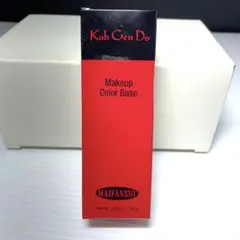 Koh Gen Do
Makeup
Color Base
MAIFANSHI